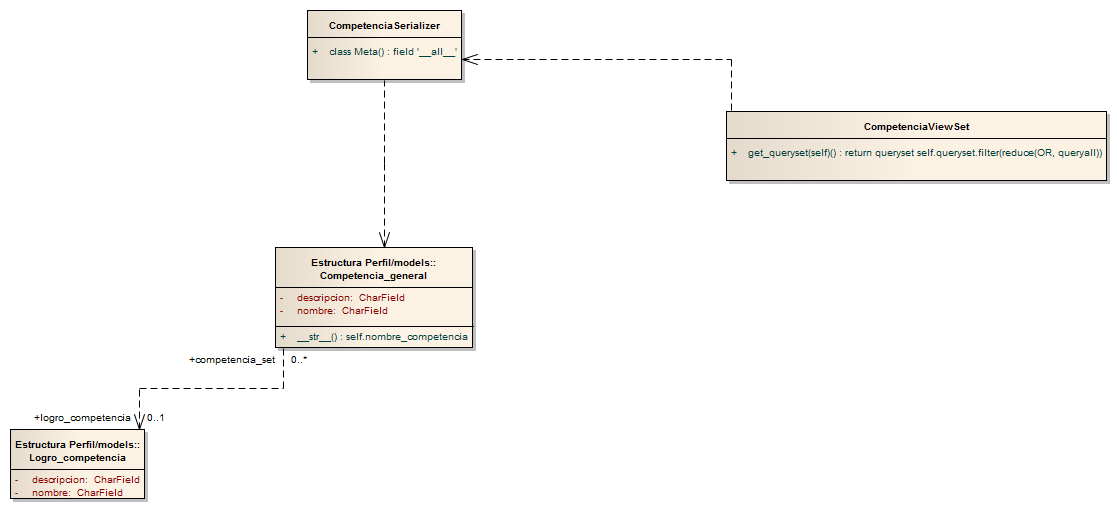 CompetenciaSerializer
+ class Meta() : field '__all__'
CompetenciaViewSet
+ get_queryset(self)() : return queryset self.queryset.filter(reduce(OR, queryall))
Estructura Perfil/models::
Competencia_general
- descripcion: CharField
- nombre: CharField
+ __str__() : self.nombre_competencia
+competencia_set 0..*
+logro_competencia 0..1
Estructura Perfil/models::
Logro_competencia
- descripcion: CharField
- nombre: CharField